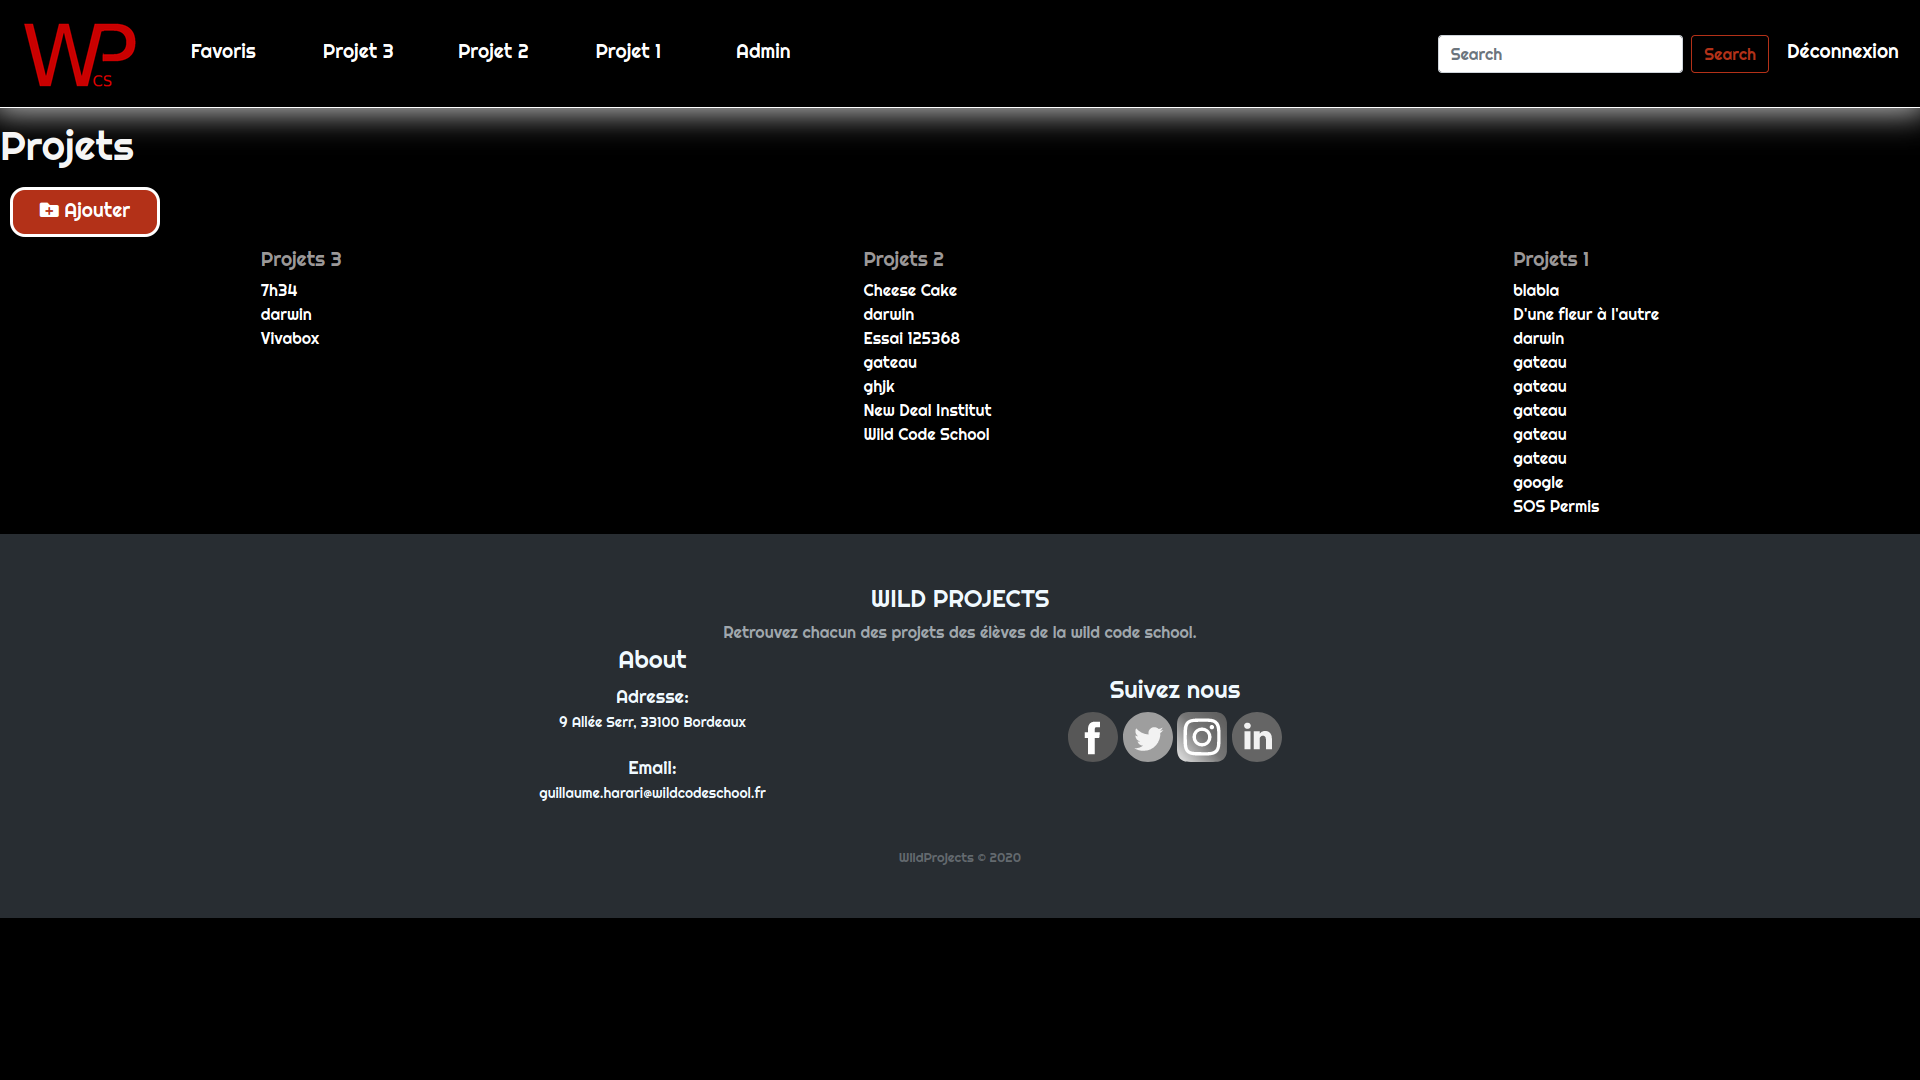 WP
CS
Favoris
Projet 3
Projet 2
Projet 1
Admin
Search
Search
Déconnexion
Projets
Ajouter
Projets 3
7h34
darwin
Vivabox
Projets 2
Cheese Cake
darwin
Essai 125368
gateau
ghjk
New Deal Institut
Wild Code School
Projets 1
blabla
D'une fleur à l'autre
darwin
gateau
gateau
gateau
gateau
gateau
google
SOS Permis
WILD PROJECTS
Retrouvez chacun des projets des élèves de la wild code school.
About
Adresse:
9 Allée Serr, 33100 Bordeaux
Email:
guillaume.harari@wildcodeschool.fr
Suivez nous
WildProjects © 2020